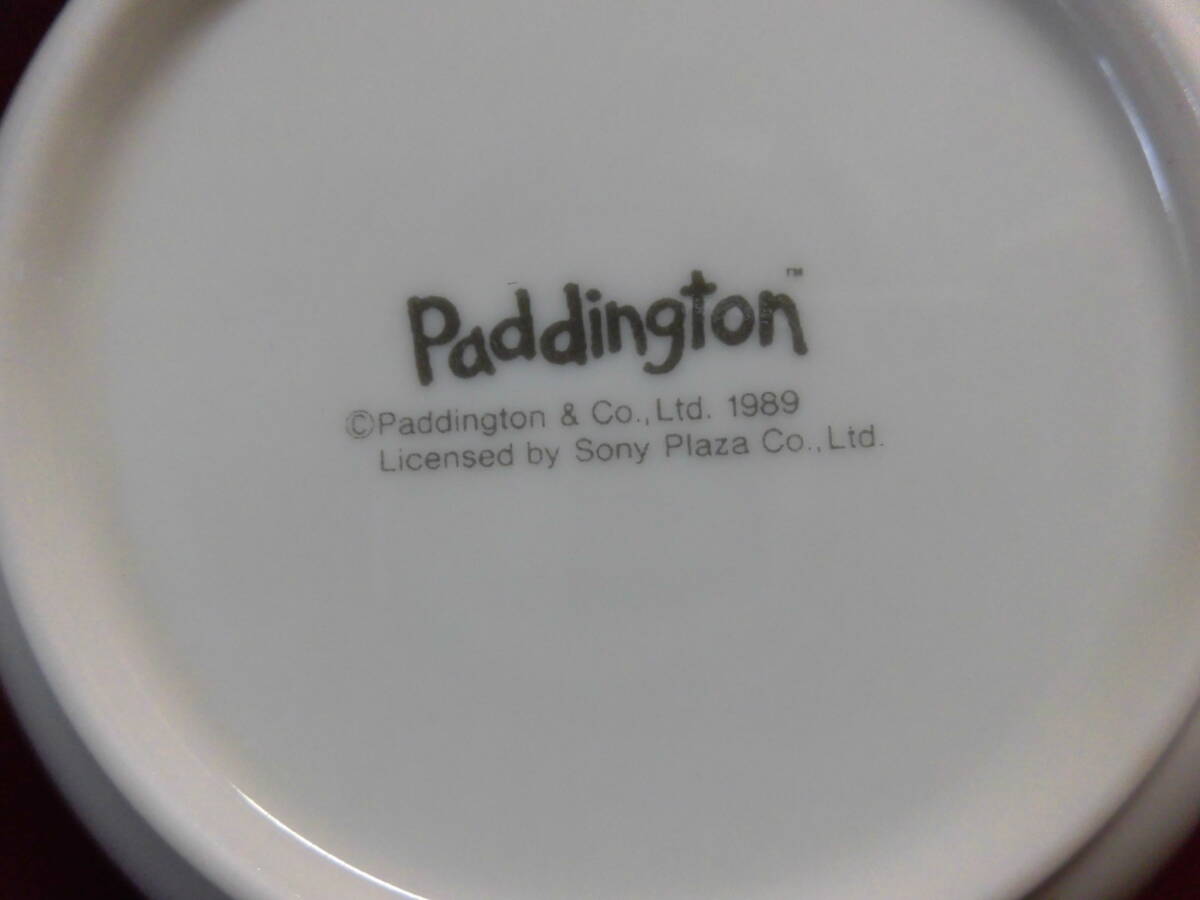 Paddington™
©Paddington & Co.,Ltd. 1989
Licensed by Sony Plaza Co.,Ltd.